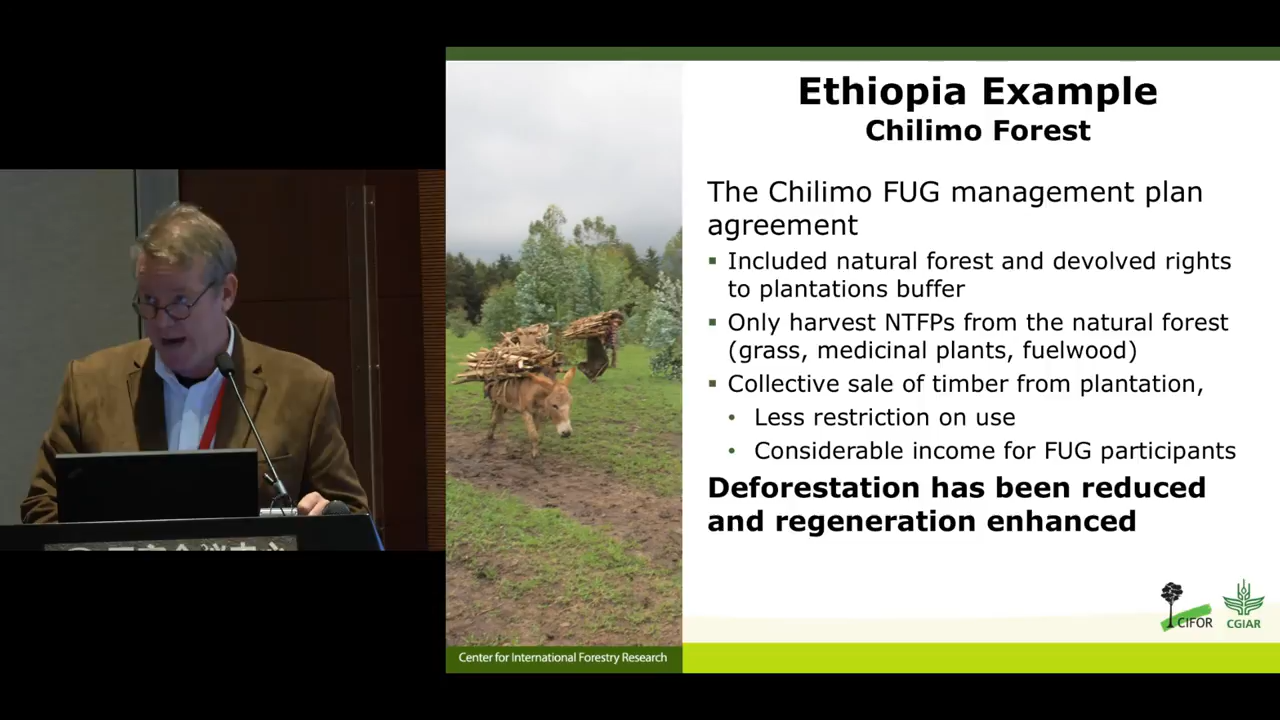 Ethiopia Example
Chilimo Forest
The Chilimo FUG management plan
agreement
Included natural forest and devolved rights
to plantations buffer
Only harvest NTFPs from the natural forest
(grass, medicinal plants, fuelwood)
Collective sale of timber from plantation,
Less restriction on use
Considerable income for FUG participants
Deforestation has been reduced
and regeneration enhanced
CIFOR
CGIAR
Center for International Forestry Research